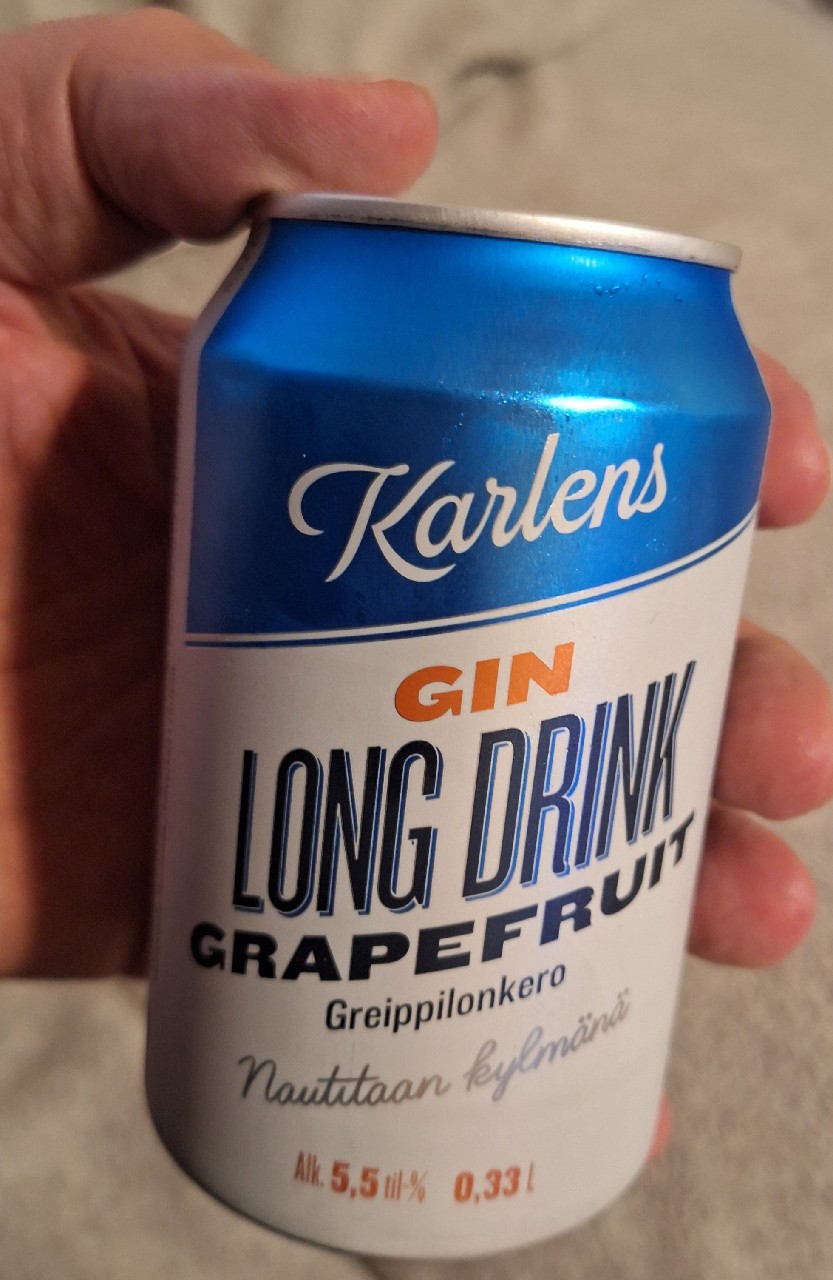 Karlens
GIN
LONG DRINK
GRAPEFRUIT
Greippilonkero
Nautitaan kylmänä
Alk. 5,5 til-% 0,33 L